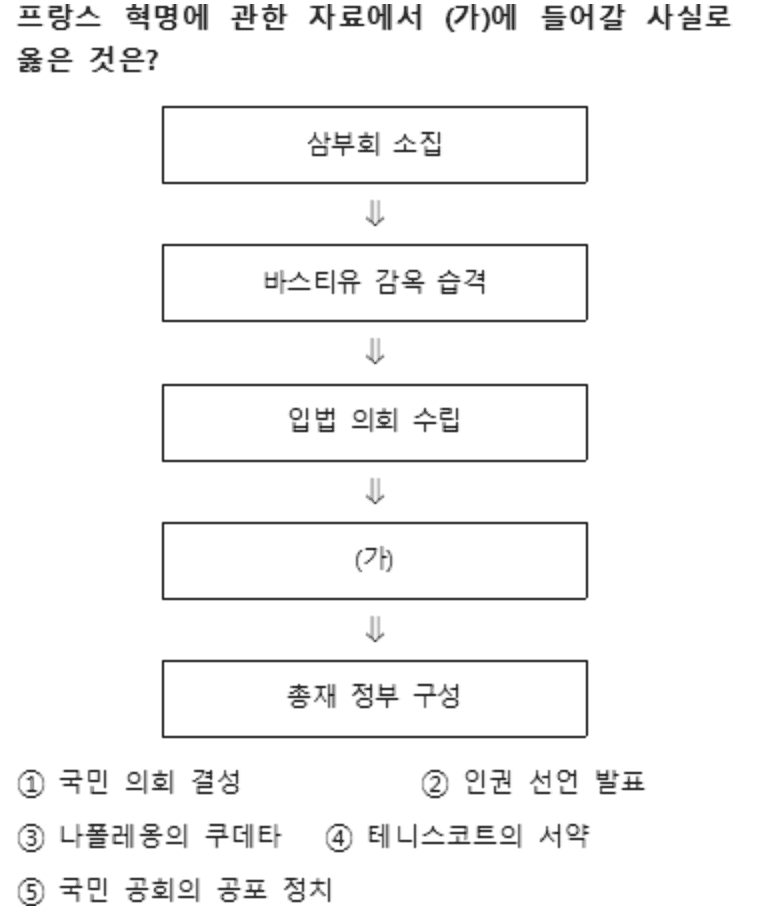 프랑스 혁명에 관한 자료에서 (가)에 들어갈 사실로
옳은 것은?
삼부회 소집
⇓
바스티유 감옥 습격
⇓
입법 의회 수립
⇓
(가)
⇓
총재 정부 구성
① 국민 의회 결성 ② 인권 선언 발표
③ 나폴레옹의 쿠데타 ④ 테니스코트의 서약
⑤ 국민 공회의 공포 정치